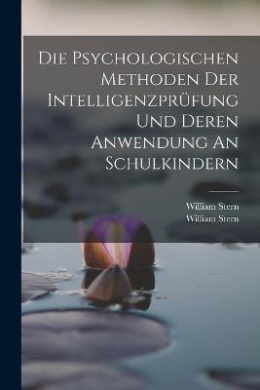 Die Psychologischen
Methoden Der
Intelligenzprüfung
Und Deren
Anwendung An
Schulkindern
William Stern
William Stern